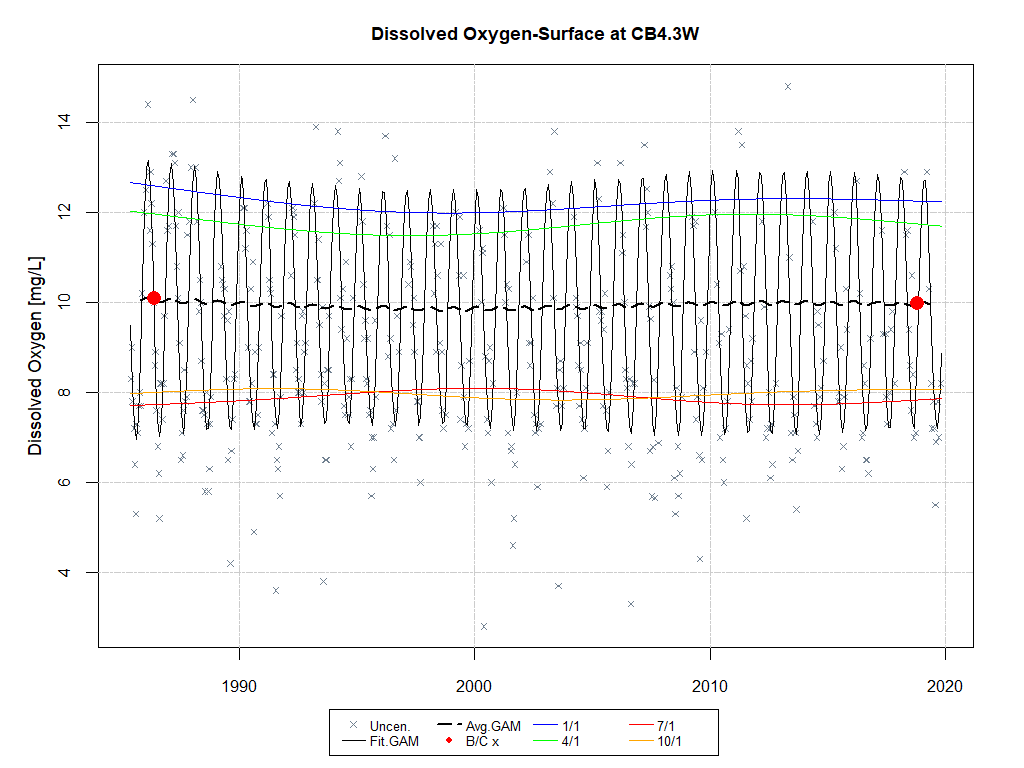 Dissolved Oxygen-Surface at CB4.3W
Dissolved Oxygen [mg/L]
14
12
10
8
6
4
1990 2000 2010 2020
Uncen. Avg.GAM 1/1 7/1
Fit.GAM B/C x 4/1 10/1